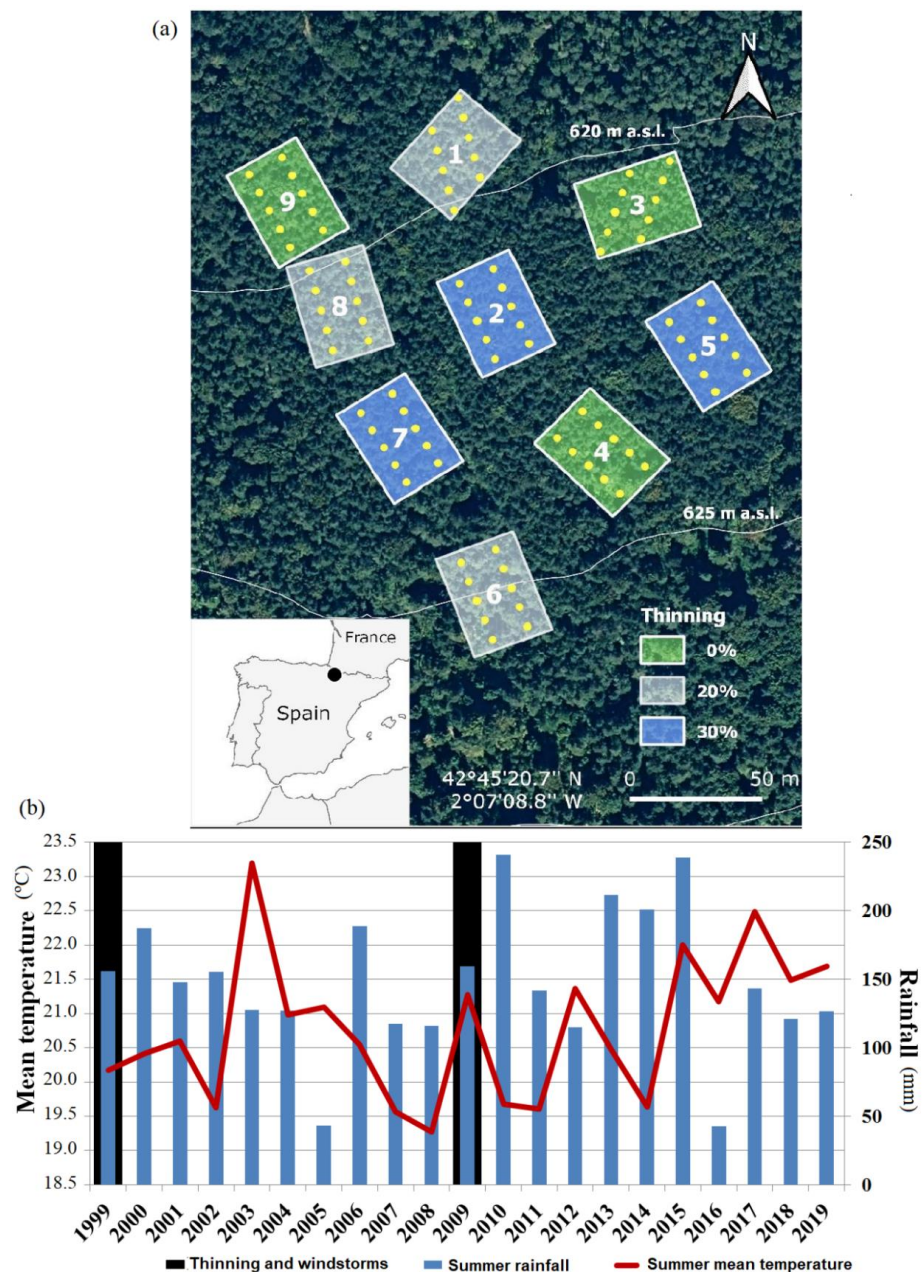 (a)
N
620 m a.s.l.
1
9
3
8
2
5
7
4
625 m a.s.l.
6
Thinning
0%
20%
30%
France
Spain
42°45'20.7'' N
2°07'08.8'' W
0 50 m
(b)
Mean temperature (ºC)
23.5
23.0
22.5
22.0
21.5
21.0
20.5
20.0
19.5
19.0
18.5
250
200
150
100
50
0
Rainfall (mm)
1999 2000 2001 2002 2003 2004 2005 2006 2007 2008 2009 2010 2011 2012 2013 2014 2015 2016 2017 2018 2019
Thinning and windstorms Summer rainfall Summer mean temperature